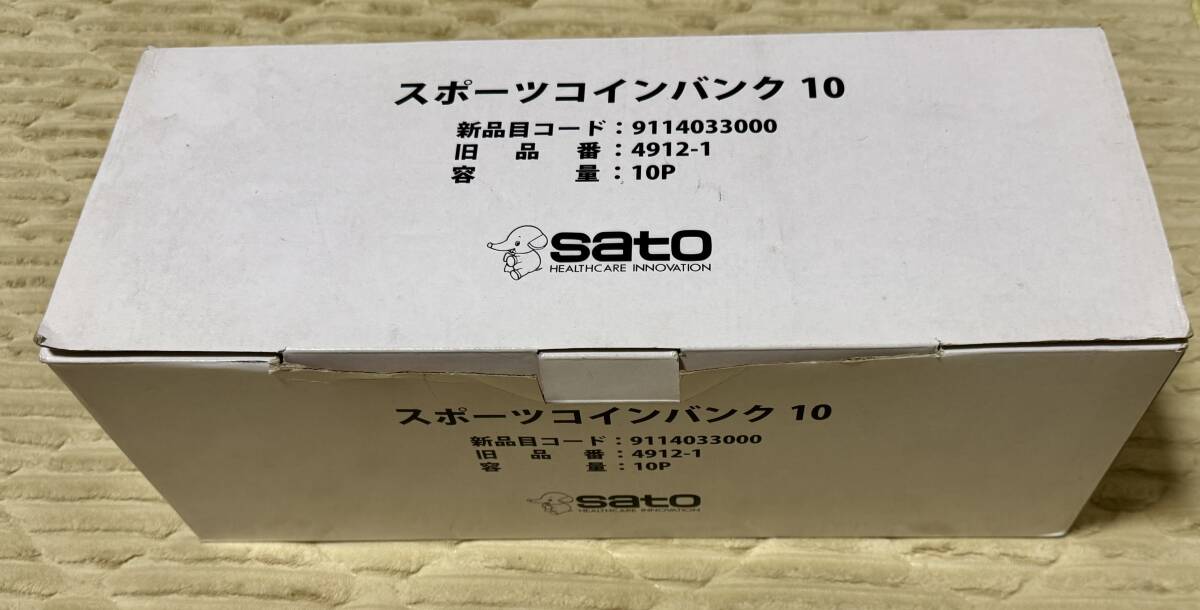 スポーツコインバンク 10
新品目コード：9114033000
旧品番：4912-1
容量：10P
sato
HEALTHCARE INNOVATION
スポーツコインバンク 10
新品目コード：9114033000
旧品番：4912-1
容量：10P
sato
HEALTHCARE INNOVATION